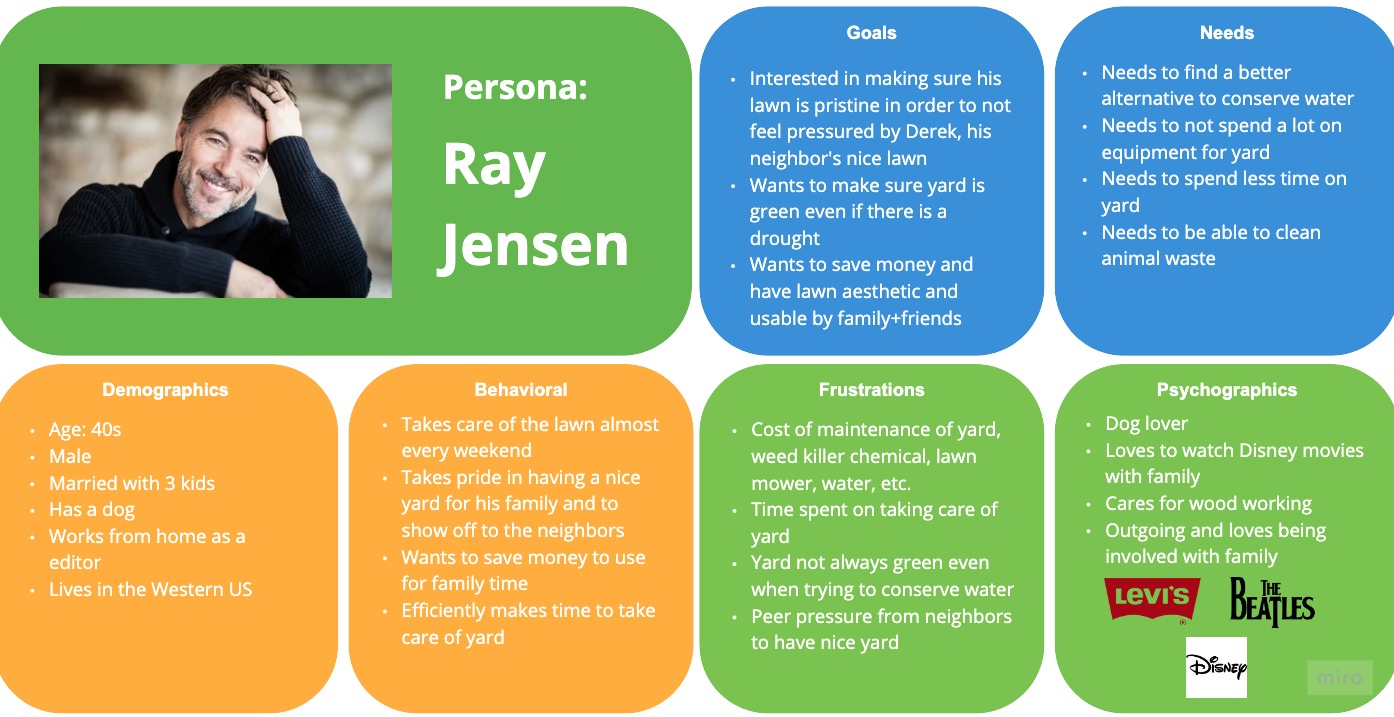 Persona:
Ray
Jensen
Goals
• Interested in making sure his
lawn is pristine in order to not
feel pressured by Derek, his
neighbor's nice lawn
• Wants to make sure yard is
green even if there is a
drought
• Wants to save money and
have lawn aesthetic and
usable by family+friends
Needs
• Needs to find a better
alternative to conserve water
• Needs to not spend a lot on
equipment for yard
• Needs to spend less time on
yard
• Needs to be able to clean
animal waste
Demographics
• Age: 40s
• Male
• Married with 3 kids
• Has a dog
• Works from home as a
editor
• Lives in the Western US
Behavioral
• Takes care of the lawn almost
every weekend
• Takes pride in having a nice
yard for his family and to
show off to the neighbors
• Wants to save money to use
for family time
• Efficiently makes time to take
care of yard
Frustrations
• Cost of maintenance of yard,
weed killer chemical, lawn
mower, water, etc.
• Time spent on taking care of
yard
• Yard not always green even
when trying to conserve water
• Peer pressure from neighbors
to have nice yard
Psychographics
• Dog lover
• Loves to watch Disney movies
with family
• Cares for wood working
• Outgoing and loves being
involved with family
LEVI'S ®
THE
BEATLES
DISNEY
miro